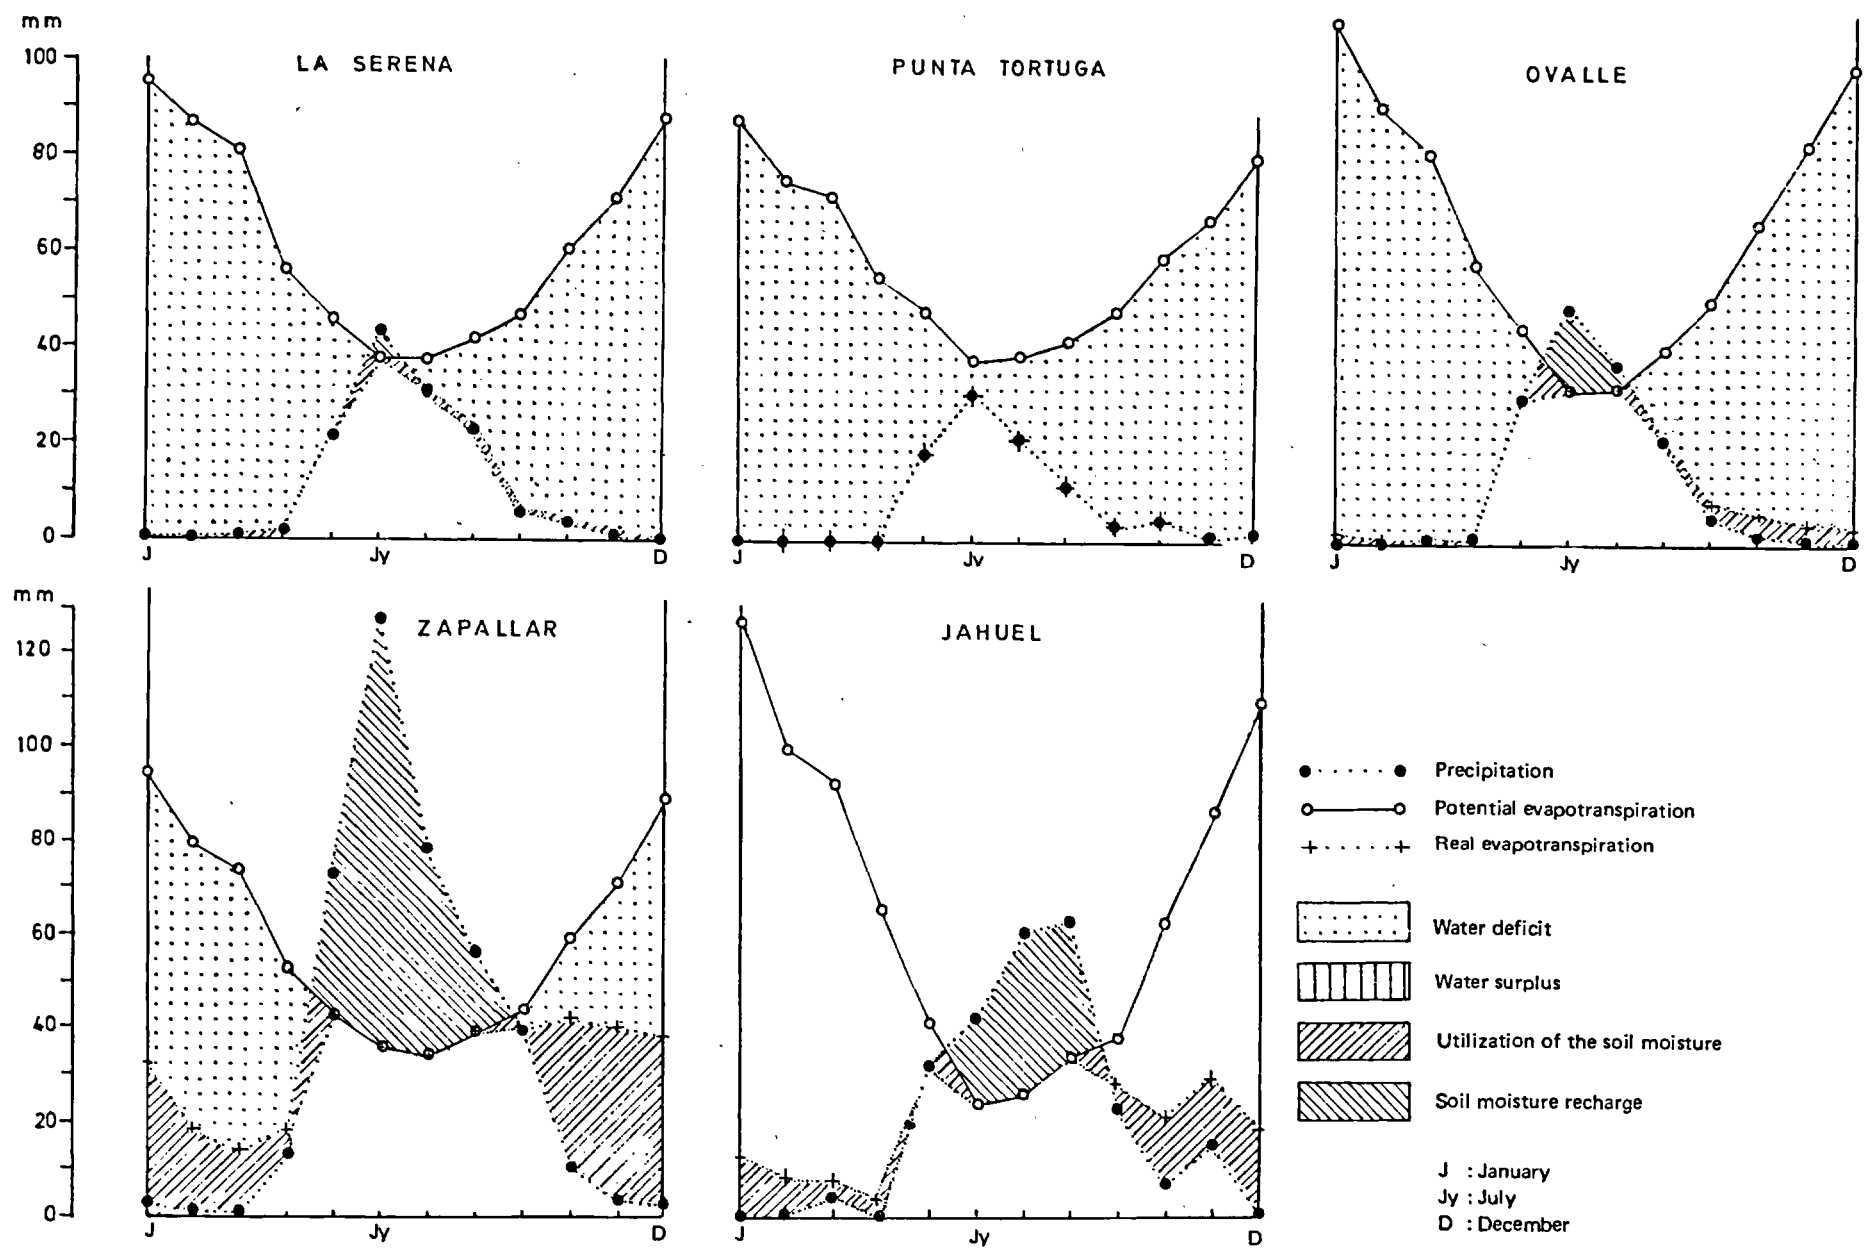 mm
LA SERENA
PUNTA TORTUGA
OVALLE
100
80
60
40
20
0
J Jy D
J Jy D
J Jy D
mm
ZAPALLAR
JAHUEL
120
100
80
60
40
20
0
J Jy D
J Jy D
Precipitation
Potential evapotranspiration
Real evapotranspiration
Water deficit
Water surplus
Utilization of the soil moisture
Soil moisture recharge
J : January
Jy : July
D : December